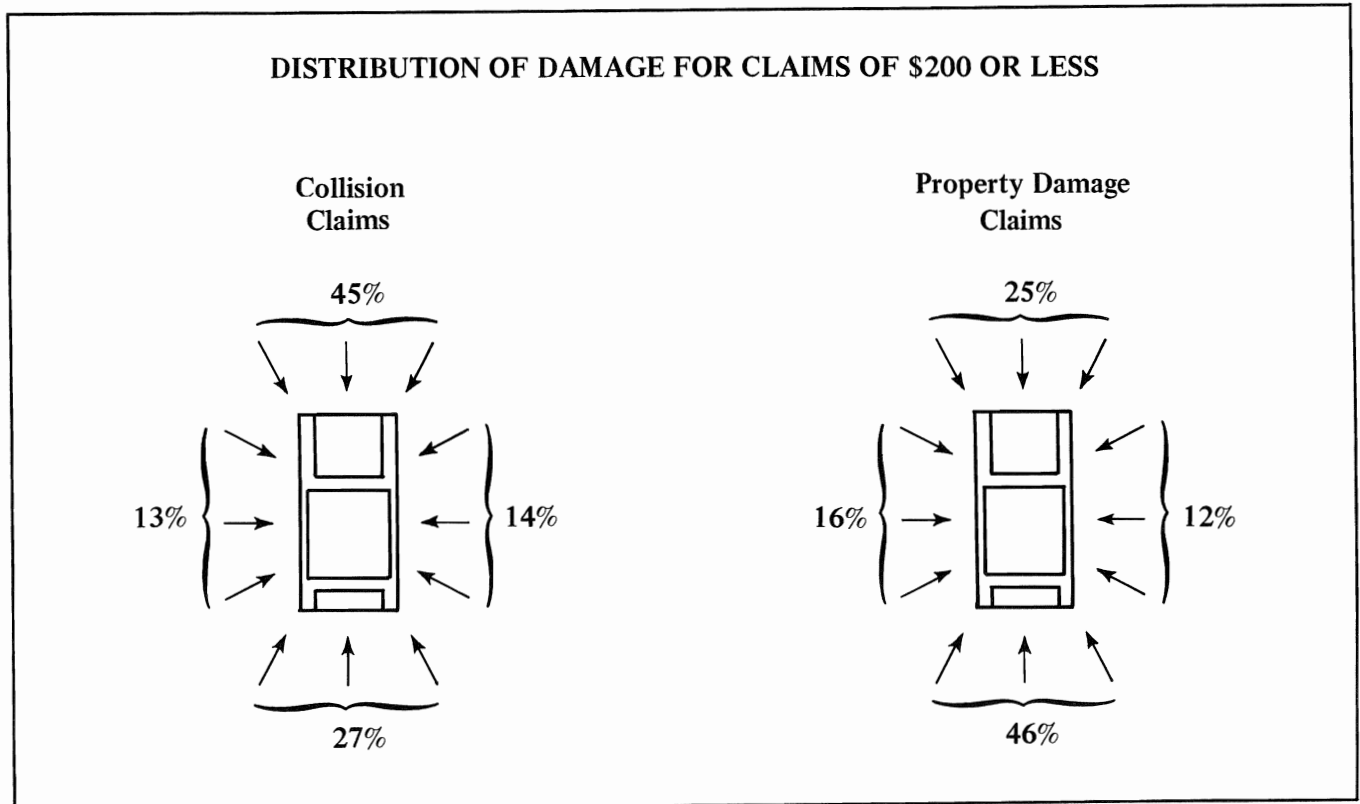 DISTRIBUTION OF DAMAGE FOR CLAIMS OF $200 OR LESS
Collision
Claims
45%
13%
14%
27%
Property Damage
Claims
25%
16%
12%
46%